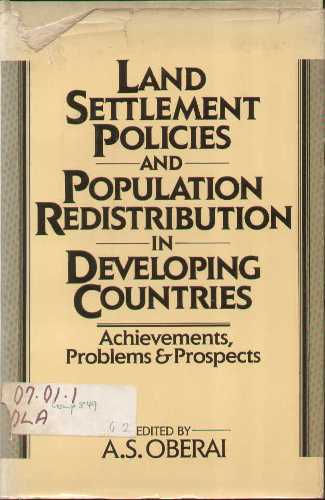 LAND
SETTLEMENT
POLICIES
AND
POPULATION
REDISTRIBUTION
IN
DEVELOPING
COUNTRIES
Achievements,
Problems & Prospects
07.01.1
OLA
C 2
EDITED BY
A.S. OBERAI